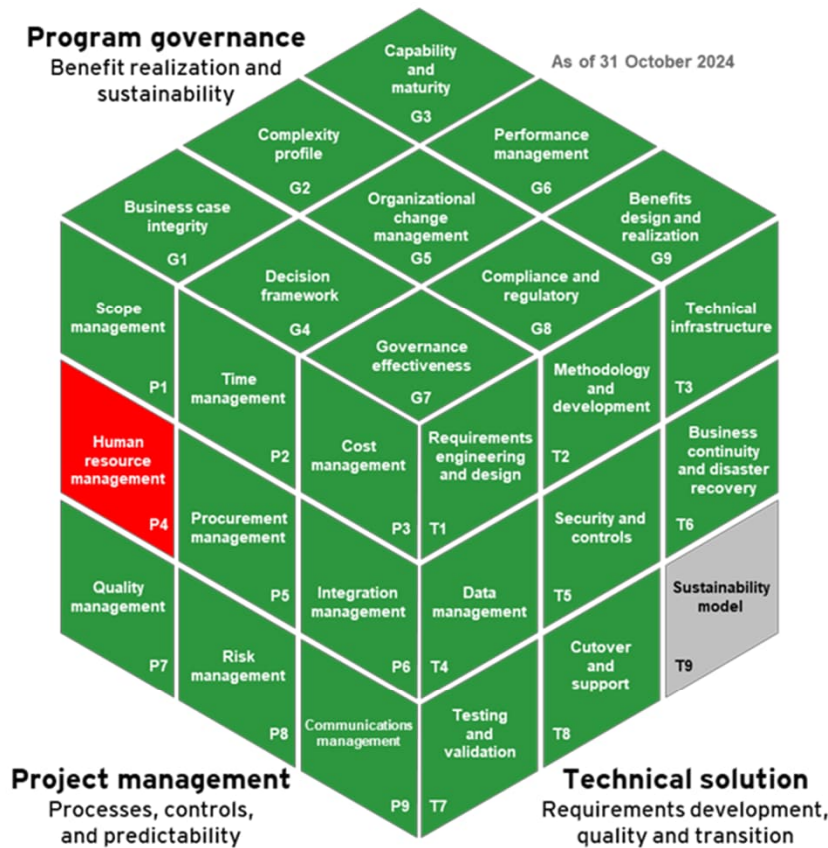 Program governance
Benefit realization and
sustainability
As of 31 October 2024
Capability
and
maturity
G3
Complexity
profile
G2
Performance
management
G6
Business case
integrity
G1
Organizational
change
management
G5
Benefits
design and
realization
G9
Decision
framework
G4
Compliance and
regulatory
G8
Governance
effectiveness
G7
Scope
management
P1
Time
management
P2
Cost
management
P3
Human
resource
management
P4
Procurement
management
P5
Integration
management
P6
Quality
management
P7
Risk
management
P8
Communications
management
P9
Requirements
engineering
and design
T1
Methodology
and
development
T2
Technical
infrastructure
T3
Data
management
T4
Security and
controls
T5
Business
continuity
and disaster
recovery
T6
Testing
and
validation
T7
Cutover
and
support
T8
Sustainability
model
T9
Project management
Processes, controls,
and predictability
Technical solution
Requirements development,
quality and transition